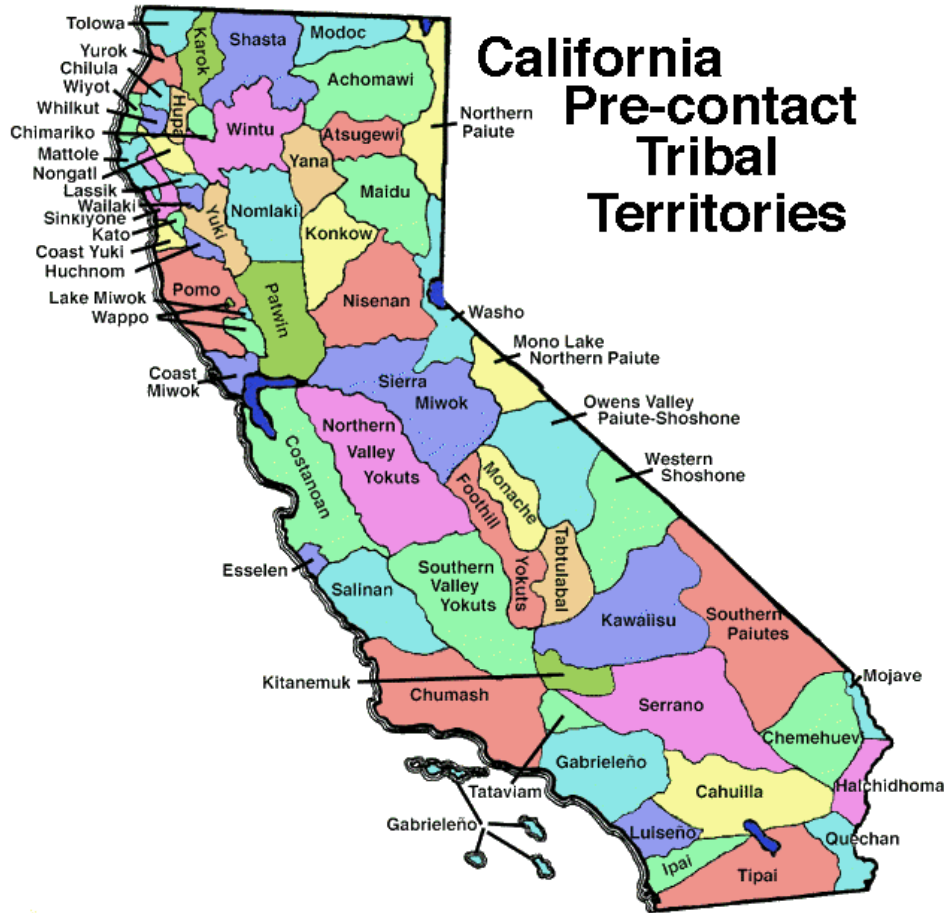 California
Pre-contact
Tribal
Territories
Tolowa
Yurok
Chilula
Wiyot
Whilkut
Chimariko
Mattole
Nongatl
Lassik
Wailaki
Sinkiyone
Kato
Coast Yuki
Huchnom
Lake Miwok
Wappo
Coast
Miwok
Karok
Shasta
Modoc
Achomawi
Northern
Paiute
Hupa
Wintu
Atsugewi
Yana
Maidu
Yuki
Nomlaki
Konkow
Pomo
Patwin
Nisenan
Washo
Mono Lake
Northern Paiute
Sierra
Miwok
Owens Valley
Paiute-Shoshone
Northern
Valley
Yokuts
Costanoan
Western
Shoshone
Monache
Foothill
Yokuts
Tabtulabal
Esselen
Salinan
Southern
Valley
Yokuts
Kawaiisu
Southern
Paiutes
Kitanemuk
Chumash
Serrano
Mojave
Chemehuev
Tataviam
Gabrieleño
Cahuilla
Halchidhoma
Gabrieleño
Luiseño
Quechan
Ipai
Tipai